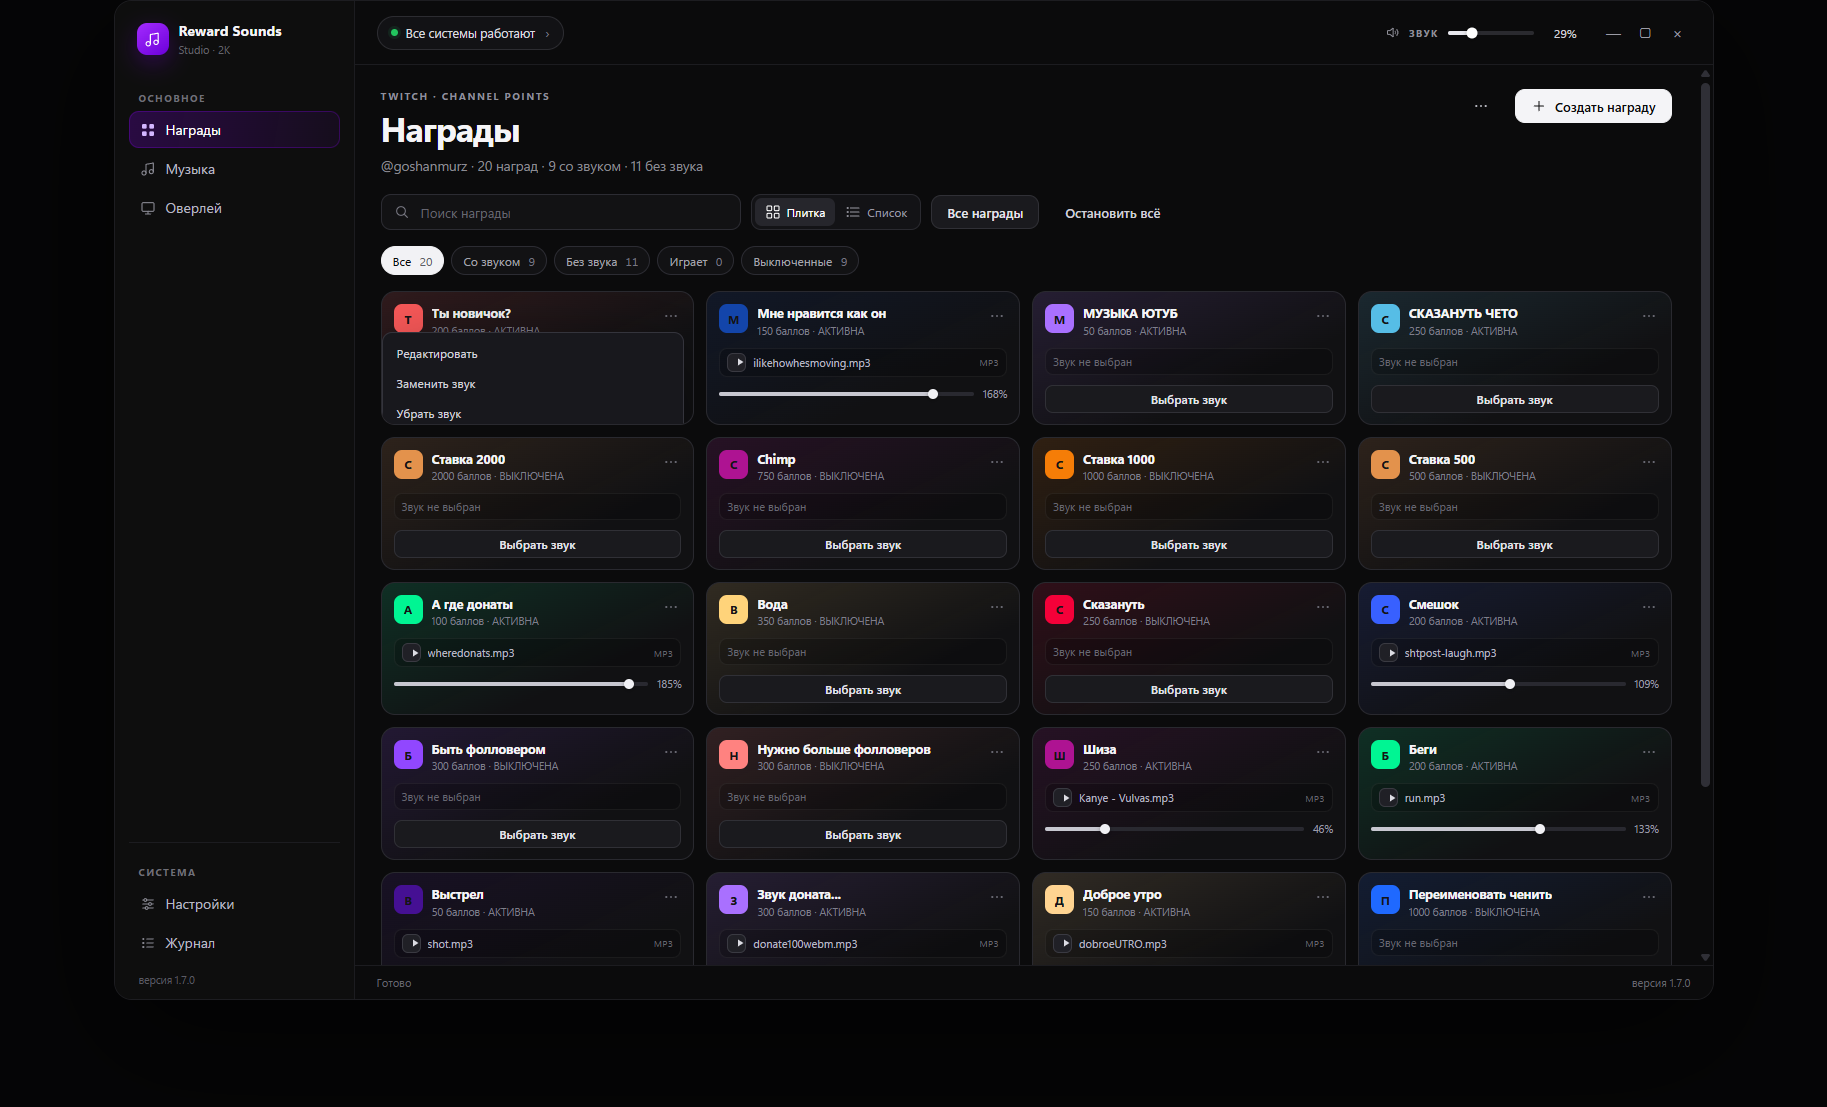 Reward Sounds
Studio · 2K
ОСНОВНОЕ
Награды
Музыка
Оверлей
СИСТЕМА
Настройки
Журнал
версия 1.7.0
Все системы работают ›
ЗВУК 29%
TWITCH · CHANNEL POINTS
Награды
@goshanmurz · 20 наград · 9 со звуком · 11 без звука
Создать награду
Поиск награды
Плитка Список Все награды Остановить всё
Все 20 Со звуком 9 Без звука 11 Играет 0 Выключенные 9
Т Ты новичок?
200 баллов · АКТИВНА
Редактировать
Заменить звук
Убрать звук
М Мне нравится как он
150 баллов · АКТИВНА
ilikehowhesmoving.mp3 MP3
168%
М МУЗЫКА ЮТУБ
50 баллов · АКТИВНА
Звук не выбран
Выбрать звук
С СКАЗАНУТЬ ЧЕТО
250 баллов · АКТИВНА
Звук не выбран
Выбрать звук
С Ставка 2000
2000 баллов · ВЫКЛЮЧЕНА
Звук не выбран
Выбрать звук
C Chimp
750 баллов · ВЫКЛЮЧЕНА
Звук не выбран
Выбрать звук
С Ставка 1000
1000 баллов · ВЫКЛЮЧЕНА
Звук не выбран
Выбрать звук
С Ставка 500
500 баллов · ВЫКЛЮЧЕНА
Звук не выбран
Выбрать звук
А А где донаты
100 баллов · АКТИВНА
wheredonats.mp3 MP3
185%
В Вода
350 баллов · ВЫКЛЮЧЕНА
Звук не выбран
Выбрать звук
С Сказануть
250 баллов · ВЫКЛЮЧЕНА
Звук не выбран
Выбрать звук
С Смешок
200 баллов · АКТИВНА
shtpost-laugh.mp3 MP3
109%
Б Быть фолловером
300 баллов · ВЫКЛЮЧЕНА
Звук не выбран
Выбрать звук
Н Нужно больше фолловеров
300 баллов · ВЫКЛЮЧЕНА
Звук не выбран
Выбрать звук
Ш Шиза
250 баллов · АКТИВНА
Kanye - Vulvas.mp3 MP3
46%
Б Беги
200 баллов · АКТИВНА
run.mp3 MP3
133%
В Выстрел
50 баллов · АКТИВНА
shot.mp3 MP3
З Звук доната...
300 баллов · АКТИВНА
donate100webm.mp3 MP3
Д Доброе утро
150 баллов · АКТИВНА
dobroeUTRO.mp3 MP3
П Переименовать ченить
1000 баллов · ВЫКЛЮЧЕНА
Звук не выбран
Готово
версия 1.7.0